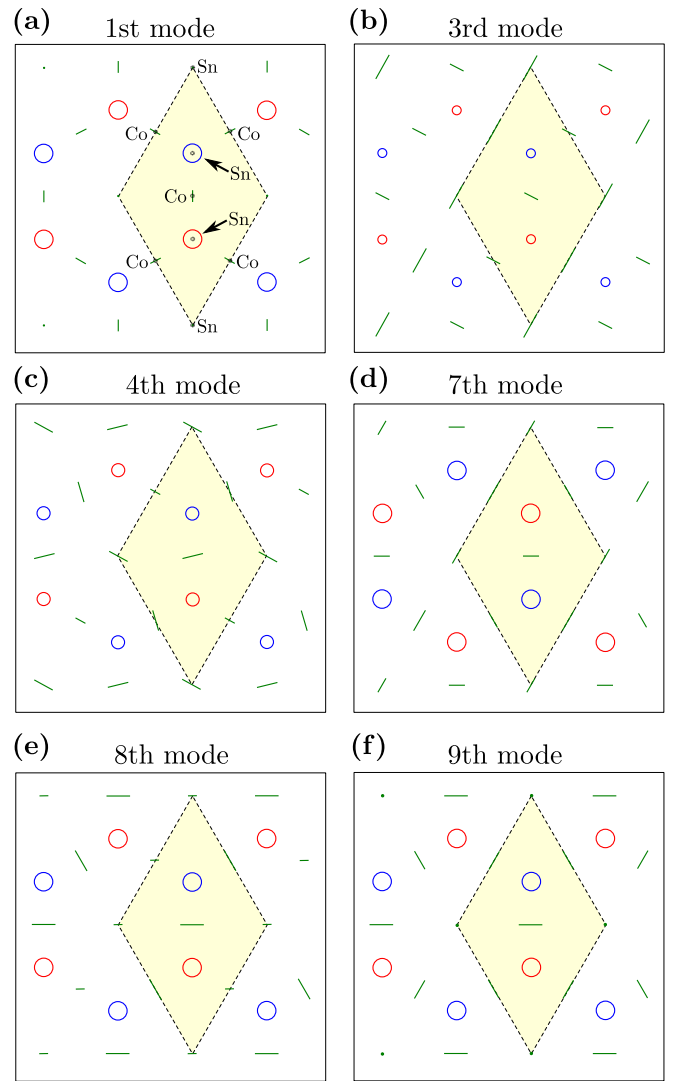 (a)
1st mode
Sn
Co
Co
Sn
Co
Sn
Co
Co
Sn
(b)
3rd mode
(c)
4th mode
(d)
7th mode
(e)
8th mode
(f)
9th mode